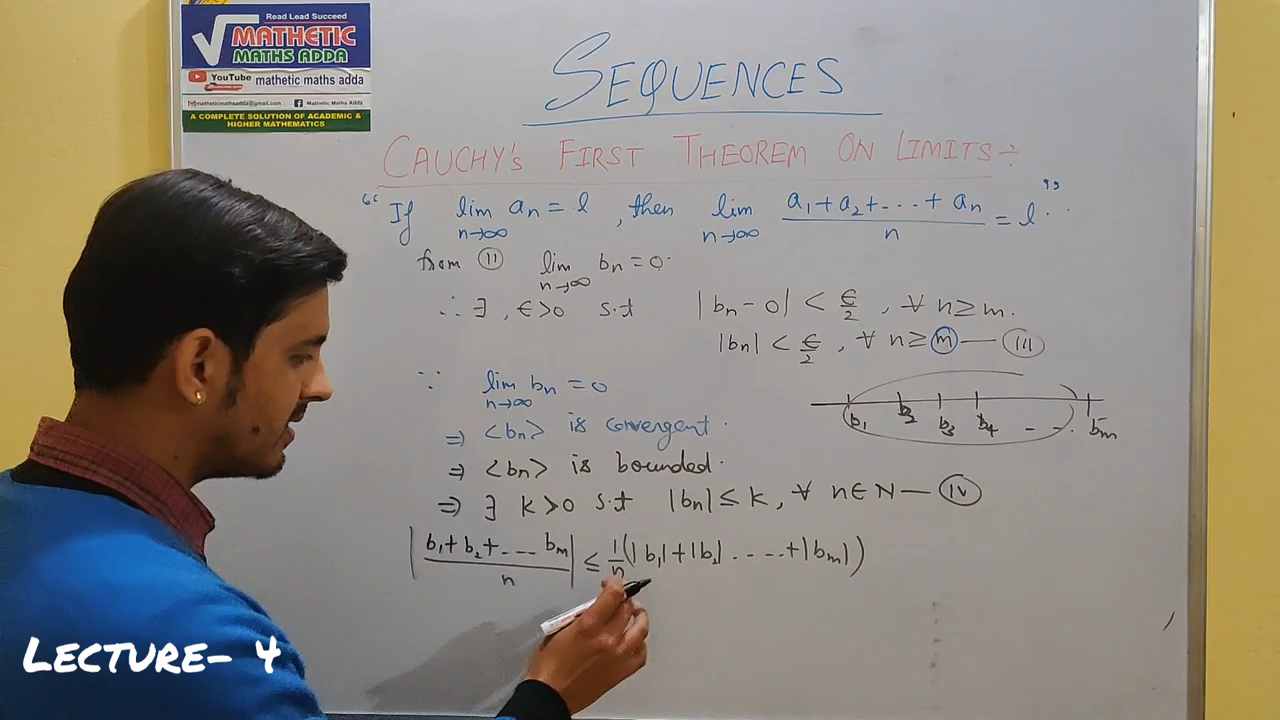 Read Lead Succeed
MATHETIC
MATHS ADDA
YouTube mathetic maths adda
matheticmathsadda@gmail.com Mathetic Maths Adda
A COMPLETE SOLUTION OF ACADEMIC &
HIGHER MATHEMATICS
SEQUENCES
CAUCHY's FIRST THEOREM ON LIMITS ÷
"If lim n→∞ an = l , then lim n→∞ (a1 + a2 + .... + an)/n = l".
from (II) lim n→∞ bn = 0.
∴ ∃ , ϵ>0 s.t |bn - 0| < ϵ/2 , ∀ n ≥ m.
|bn| < ϵ/2 , ∀ n ≥ m — (III)
∵ lim n→∞ bn = 0
b1 b2 b3 b4 - - . bm
⇒ <bn> is convergent.
⇒ <bn> is bounded.
⇒ ∃ k>0 s.t |bn| ≤ k, ∀ n∈N — (IV)
|(b1 + b2 + .... bm)/n| ≤ 1/n (|b1| + |b2| ..... + |bm|)
LECTURE- 4